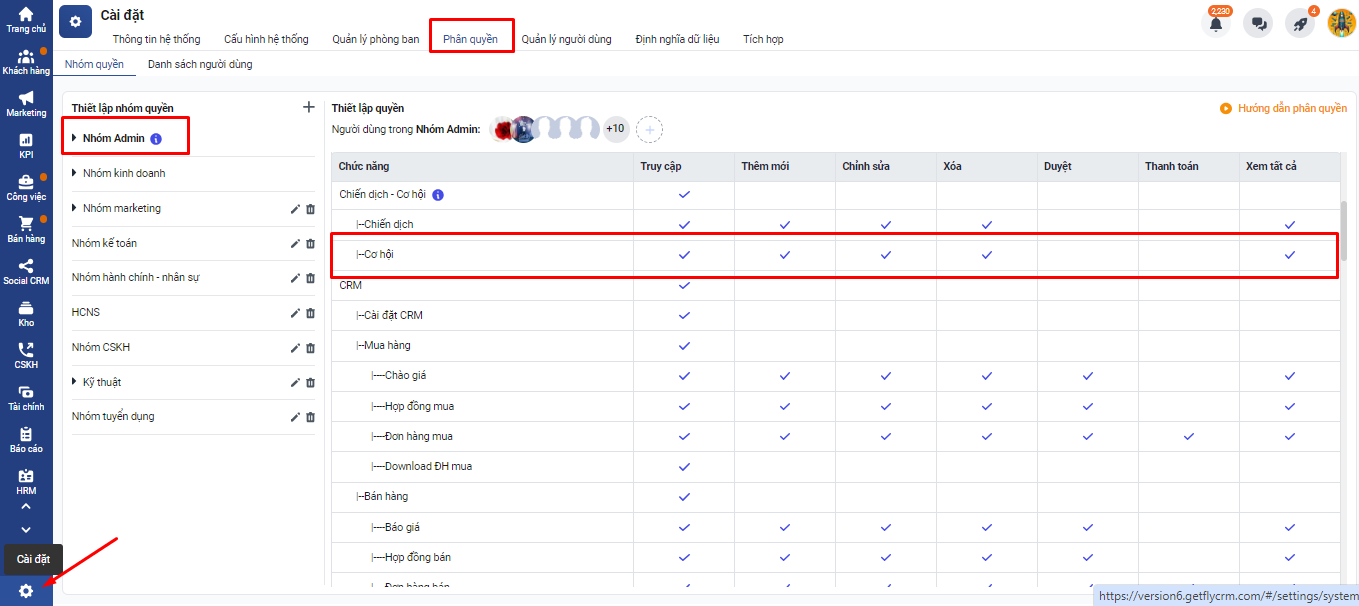 Cài đặt
2,230
4
Thông tin hệ thống Cấu hình hệ thống Quản lý phòng ban Phân quyền Quản lý người dùng Định nghĩa dữ liệu Tích hợp
Nhóm quyền Danh sách người dùng
Trang chủ
Khách hàng
Marketing
KPI
Công việc
Bán hàng
Social CRM
Kho
CSKH
Tài chính
Báo cáo
HRM
Cài đặt
Thiết lập nhóm quyền
Nhóm Admin
Nhóm kinh doanh
Nhóm marketing
Nhóm kế toán
Nhóm hành chính - nhân sự
HCNS
Nhóm CSKH
Kỹ thuật
Nhóm tuyển dụng
Thiết lập quyền
Hướng dẫn phân quyền
Người dùng trong Nhóm Admin: +10
Chức năng Truy cập Thêm mới Chỉnh sửa Xóa Duyệt Thanh toán Xem tất cả
Chiến dịch - Cơ hội
|--Chiến dịch
|--Cơ hội
CRM
|--Cài đặt CRM
|--Mua hàng
|----Chào giá
|----Hợp đồng mua
|----Đơn hàng mua
|----Download ĐH mua
|--Bán hàng
|----Báo giá
|----Hợp đồng bán
|----Đơn hàng bán
https://version6.getflycrm.com/#/settings/system